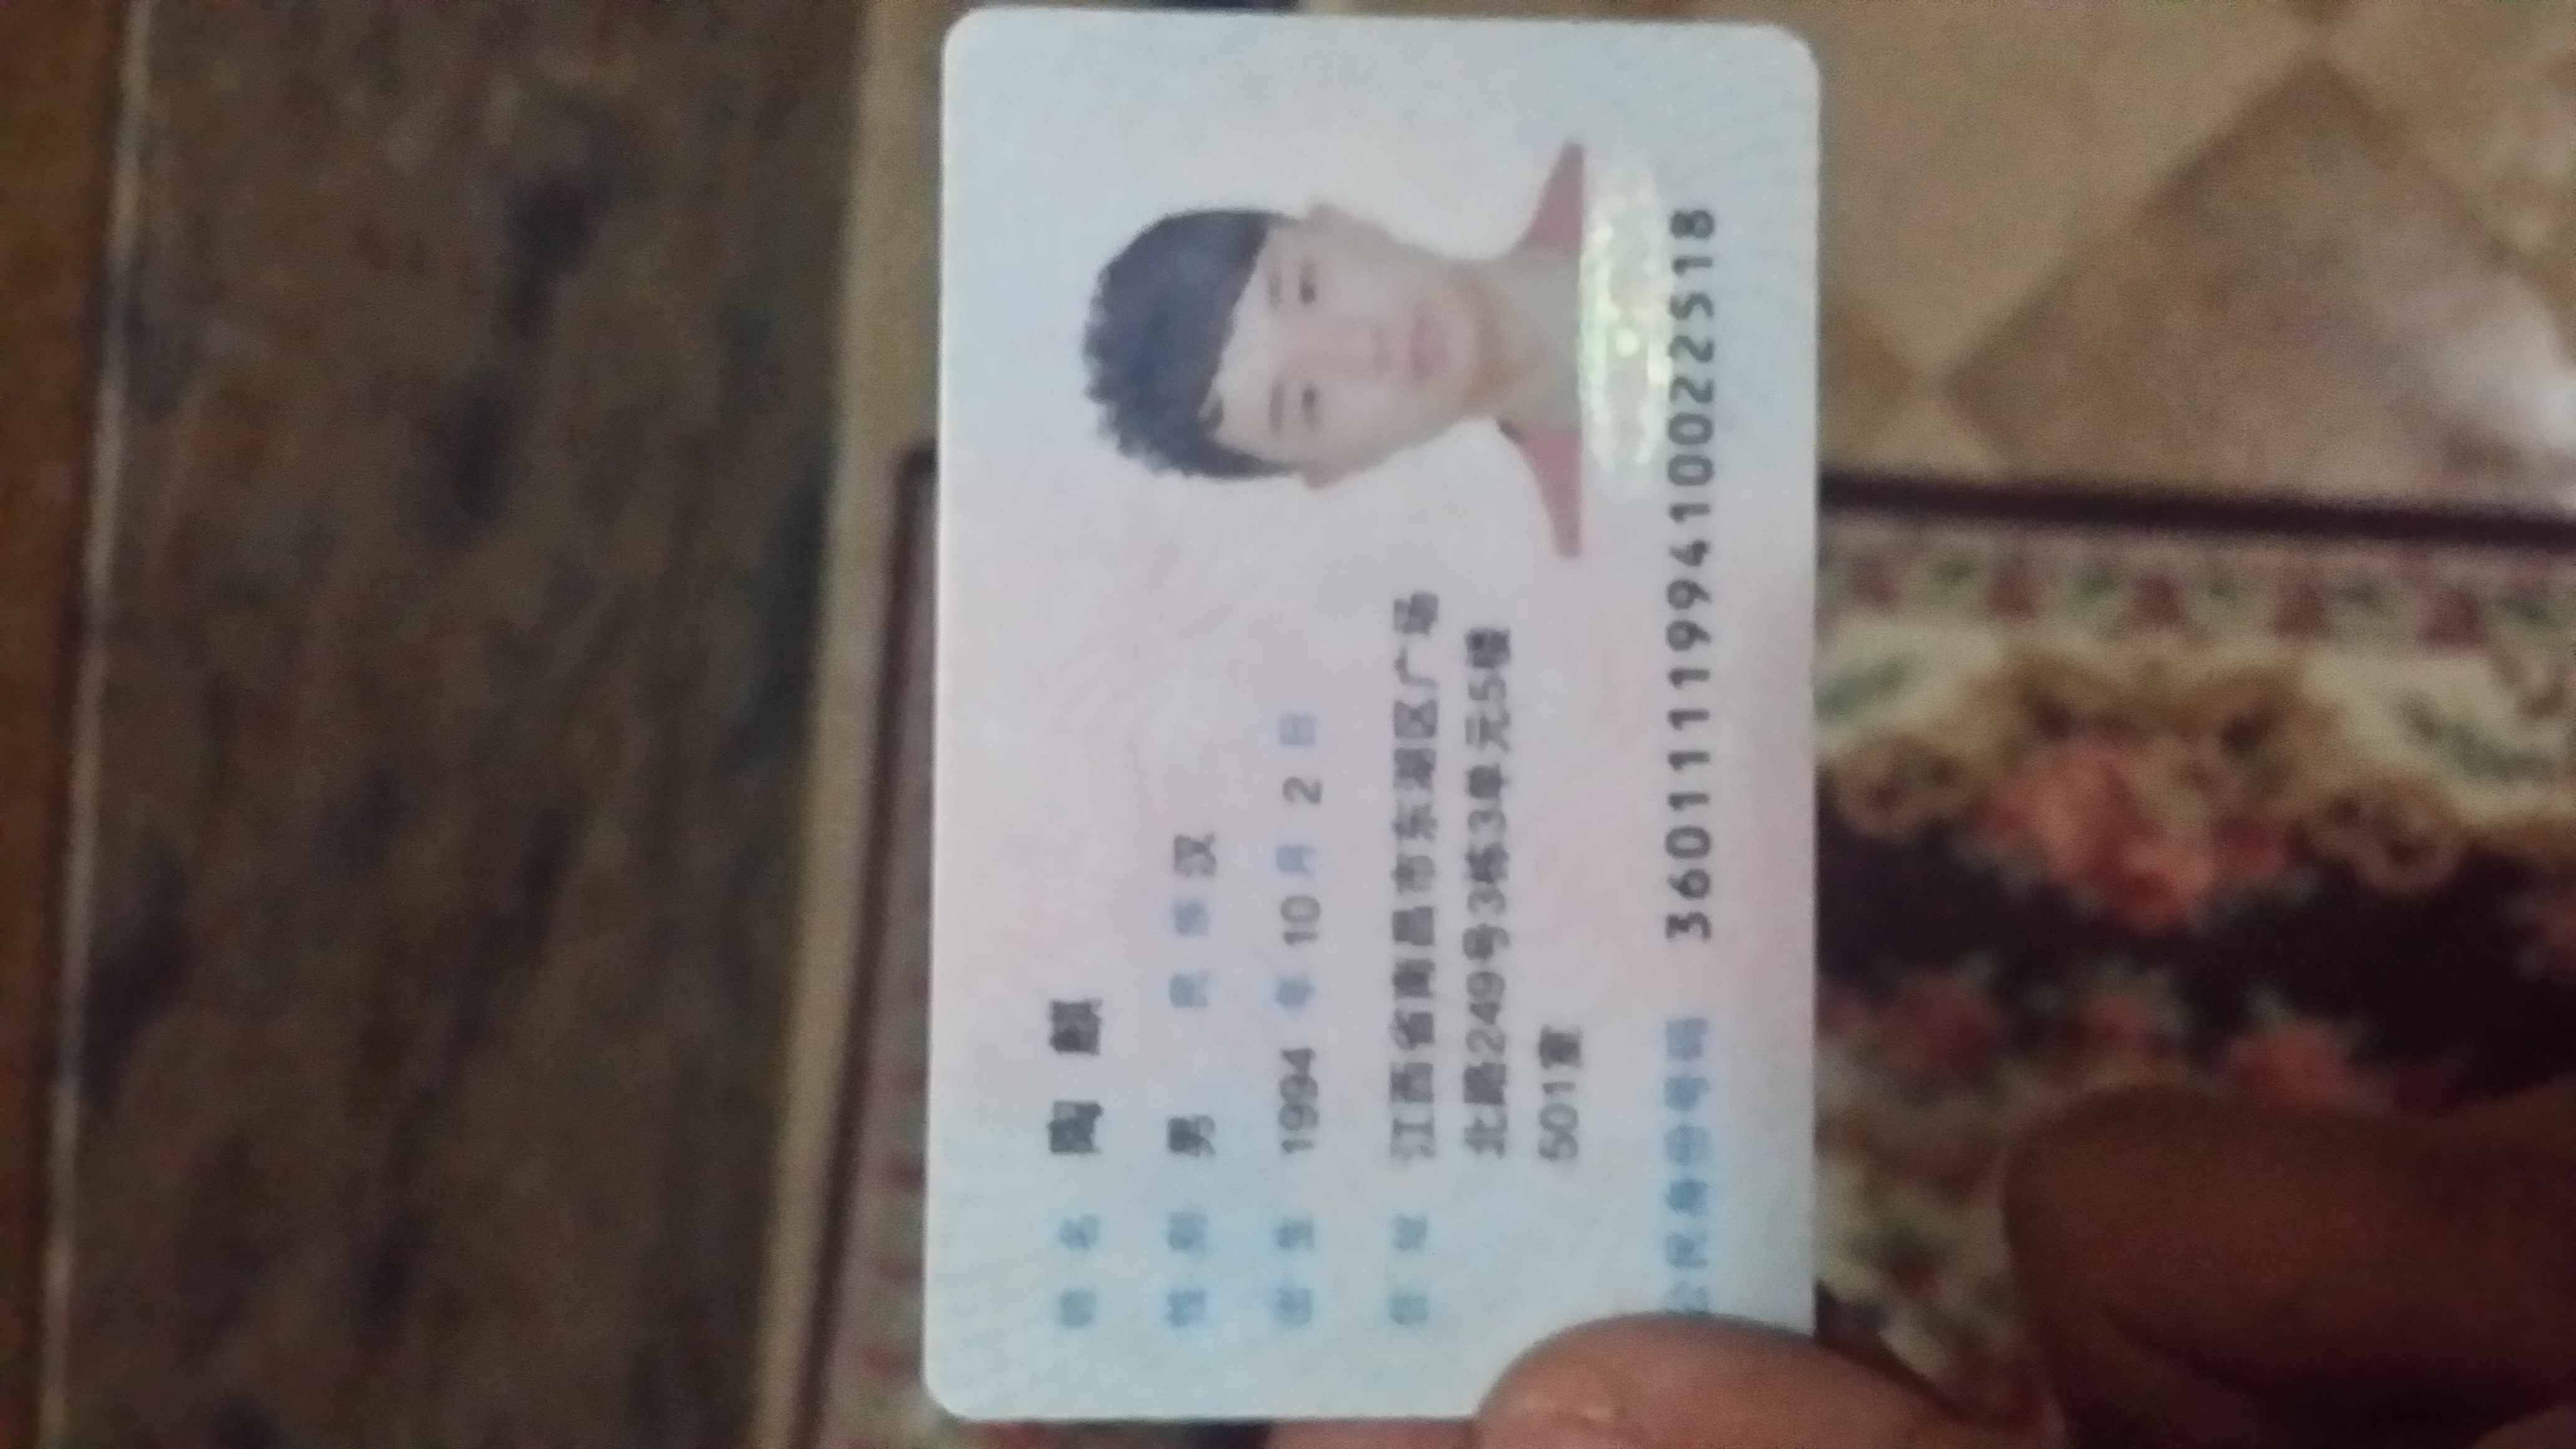 姓名 陶麒
性别 男 民族 汉
出生 1994 年 10 月 2 日
住址 江西省南昌市东湖区广场
北路249号3栋3单元5楼
501室
公民身份号码 360111199410022518